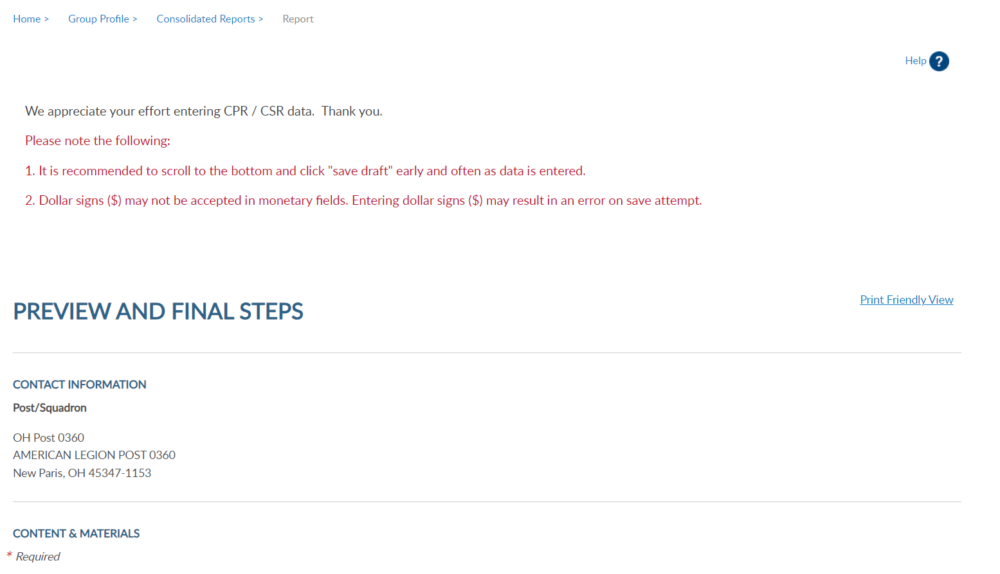 Home > Group Profile > Consolidated Reports > Report
Help ?
We appreciate your effort entering CPR / CSR data.  Thank you.
Please note the following:
1. It is recommended to scroll to the bottom and click "save draft" early and often as data is entered.
2. Dollar signs ($) may not be accepted in monetary fields. Entering dollar signs ($) may result in an error on save attempt.
Print Friendly View
PREVIEW AND FINAL STEPS
CONTACT INFORMATION
Post/Squadron
OH Post 0360
AMERICAN LEGION POST 0360
New Paris, OH 45347-1153
CONTENT & MATERIALS
* Required